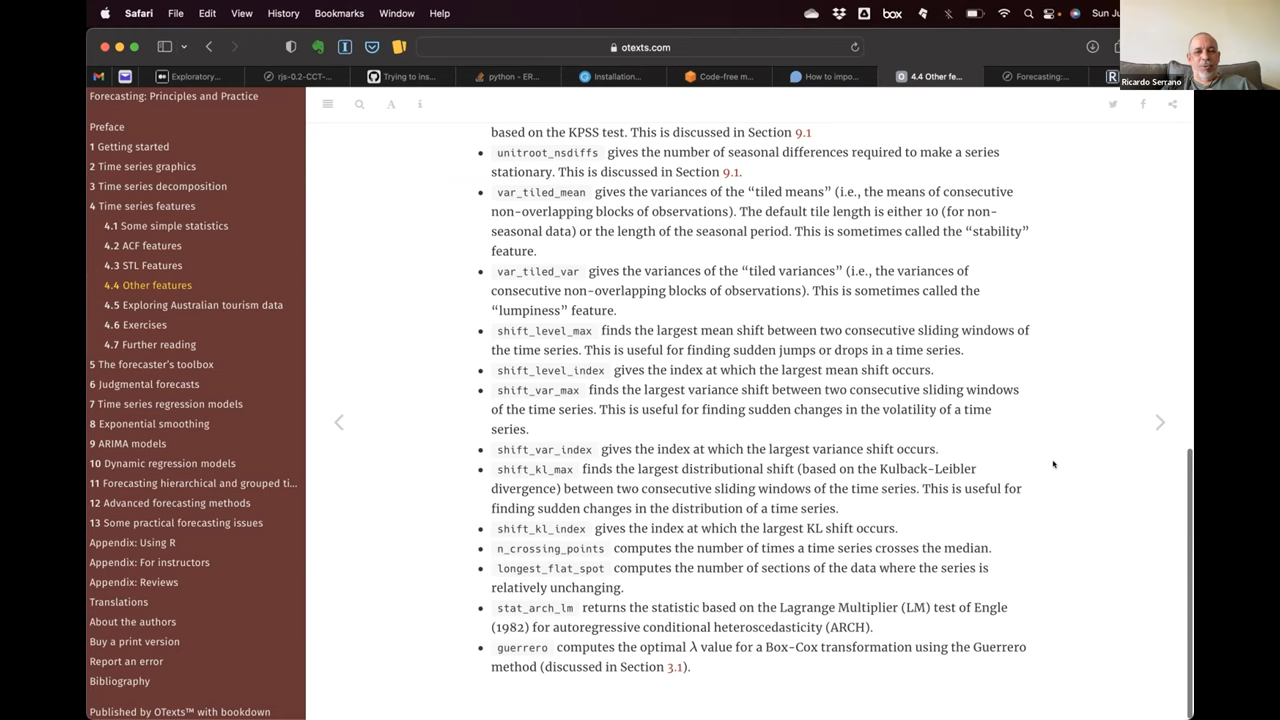 Safari File Edit View History Bookmarks Window Help box Sun Ju
otexts.com
Exploratory... rjs-0.2-CCT-... Trying to ins... python - ER... Installation... Code-free m... How to impo... 4.4 Other fe... Forecasting:...
Ricardo Serrano
Forecasting: Principles and Practice
Preface
1 Getting started
2 Time series graphics
3 Time series decomposition
4 Time series features
4.1 Some simple statistics
4.2 ACF features
4.3 STL Features
4.4 Other features
4.5 Exploring Australian tourism data
4.6 Exercises
4.7 Further reading
5 The forecaster's toolbox
6 Judgmental forecasts
7 Time series regression models
8 Exponential smoothing
9 ARIMA models
10 Dynamic regression models
11 Forecasting hierarchical and grouped ti...
12 Advanced forecasting methods
13 Some practical forecasting issues
Appendix: Using R
Appendix: For instructors
Appendix: Reviews
Translations
About the authors
Buy a print version
Report an error
Bibliography
Published by OTexts™ with bookdown
based on the KPSS test. This is discussed in Section 9.1
• unitroot_nsdiffs gives the number of seasonal differences required to make a series
stationary. This is discussed in Section 9.1.
• var_tiled_mean gives the variances of the “tiled means” (i.e., the means of consecutive
non-overlapping blocks of observations). The default tile length is either 10 (for non-
seasonal data) or the length of the seasonal period. This is sometimes called the “stability”
feature.
• var_tiled_var gives the variances of the “tiled variances” (i.e., the variances of
consecutive non-overlapping blocks of observations). This is sometimes called the
“lumpiness” feature.
• shift_level_max finds the largest mean shift between two consecutive sliding windows of
the time series. This is useful for finding sudden jumps or drops in a time series.
• shift_level_index gives the index at which the largest mean shift occurs.
• shift_var_max finds the largest variance shift between two consecutive sliding windows
of the time series. This is useful for finding sudden changes in the volatility of a time
series.
• shift_var_index gives the index at which the largest variance shift occurs.
• shift_kl_max finds the largest distributional shift (based on the Kulback-Leibler
divergence) between two consecutive sliding windows of the time series. This is useful for
finding sudden changes in the distribution of a time series.
• shift_kl_index gives the index at which the largest KL shift occurs.
• n_crossing_points computes the number of times a time series crosses the median.
• longest_flat_spot computes the number of sections of the data where the series is
relatively unchanging.
• stat_arch_lm returns the statistic based on the Lagrange Multiplier (LM) test of Engle
(1982) for autoregressive conditional heteroscedasticity (ARCH).
• guerrero computes the optimal λ value for a Box-Cox transformation using the Guerrero
method (discussed in Section 3.1).